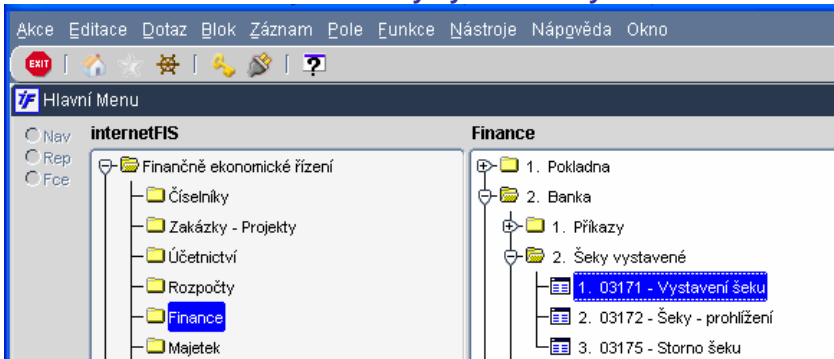 Akce Editace Dotaz Blok Záznam Pole Funkce Nástroje Nápověda Okno
EXIT
Hlavní Menu
Nav
Rep
Fce
internetFIS
Finančně ekonomické řízení
Číselníky
Zakázky - Projekty
Účetnictví
Rozpočty
Finance
Majetek
Finance
1. Pokladna
2. Banka
1. Příkazy
2. Šeky vystavené
1. 03171 - Vystavení šeku
2. 03172 - Šeky - prohlížení
3. 03175 - Storno šeku